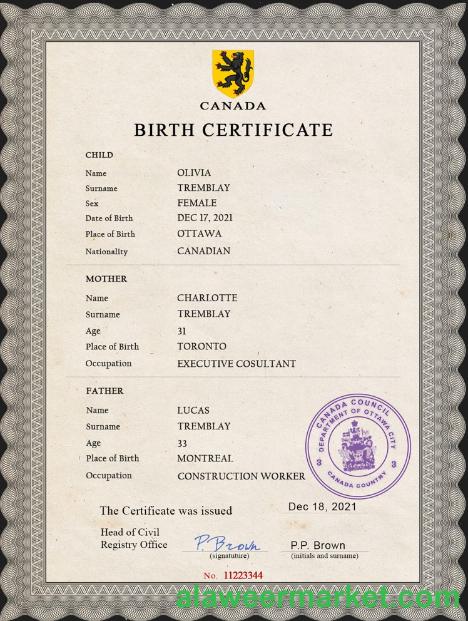 CANADA
BIRTH CERTIFICATE
CHILD
Name OLIVIA
Surname TREMBLAY
Sex FEMALE
Date of Birth DEC 17, 2021
Place of Birth OTTAWA
Nationality CANADIAN
MOTHER
Name CHARLOTTE
Surname TREMBLAY
Age 31
Place of Birth TORONTO
Occupation EXECUTIVE COSULTANT
FATHER
Name LUCAS
Surname TREMBLAY
Age 33
Place of Birth MONTREAL
Occupation CONSTRUCTION WORKER
CANADA COUNCIL
DEPARTMENT OF OTTAWA CITY
3 3
CANADA COUNTRY
The Certificate was issued Dec 18, 2021
Head of Civil
Registry Office P. Brown P.P. Brown
(signatuture) (initials and surname)
No. 11223344
alaweermarket.com